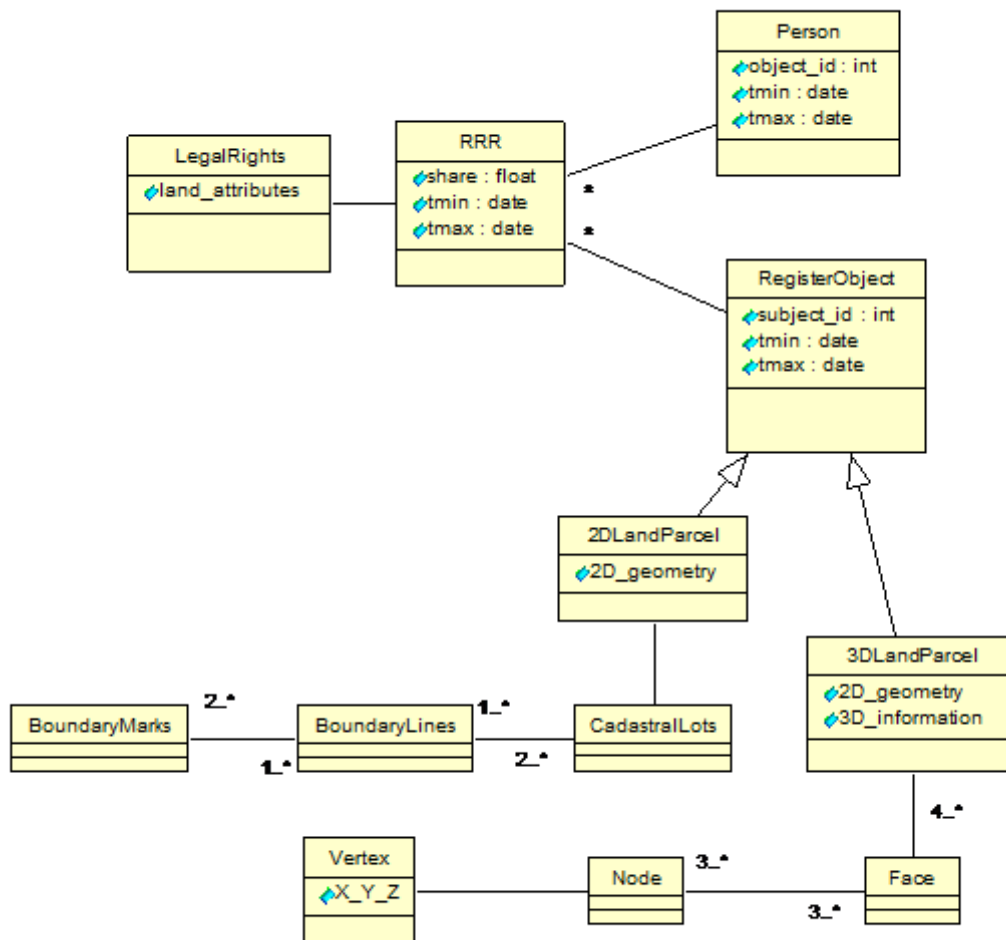 Person
object_id : int
tmin : date
tmax : date
LegalRights
land_attributes
RRR
share : float
tmin : date
tmax : date
*
*
RegisterObject
subject_id : int
tmin : date
tmax : date
2DLandParcel
2D_geometry
3DLandParcel
2D_geometry
3D_information
BoundaryMarks
2..*
1..*
BoundaryLines
1..*
2..*
CadastralLots
4..*
Vertex
X_Y_Z
Node
3..*
3..*
Face